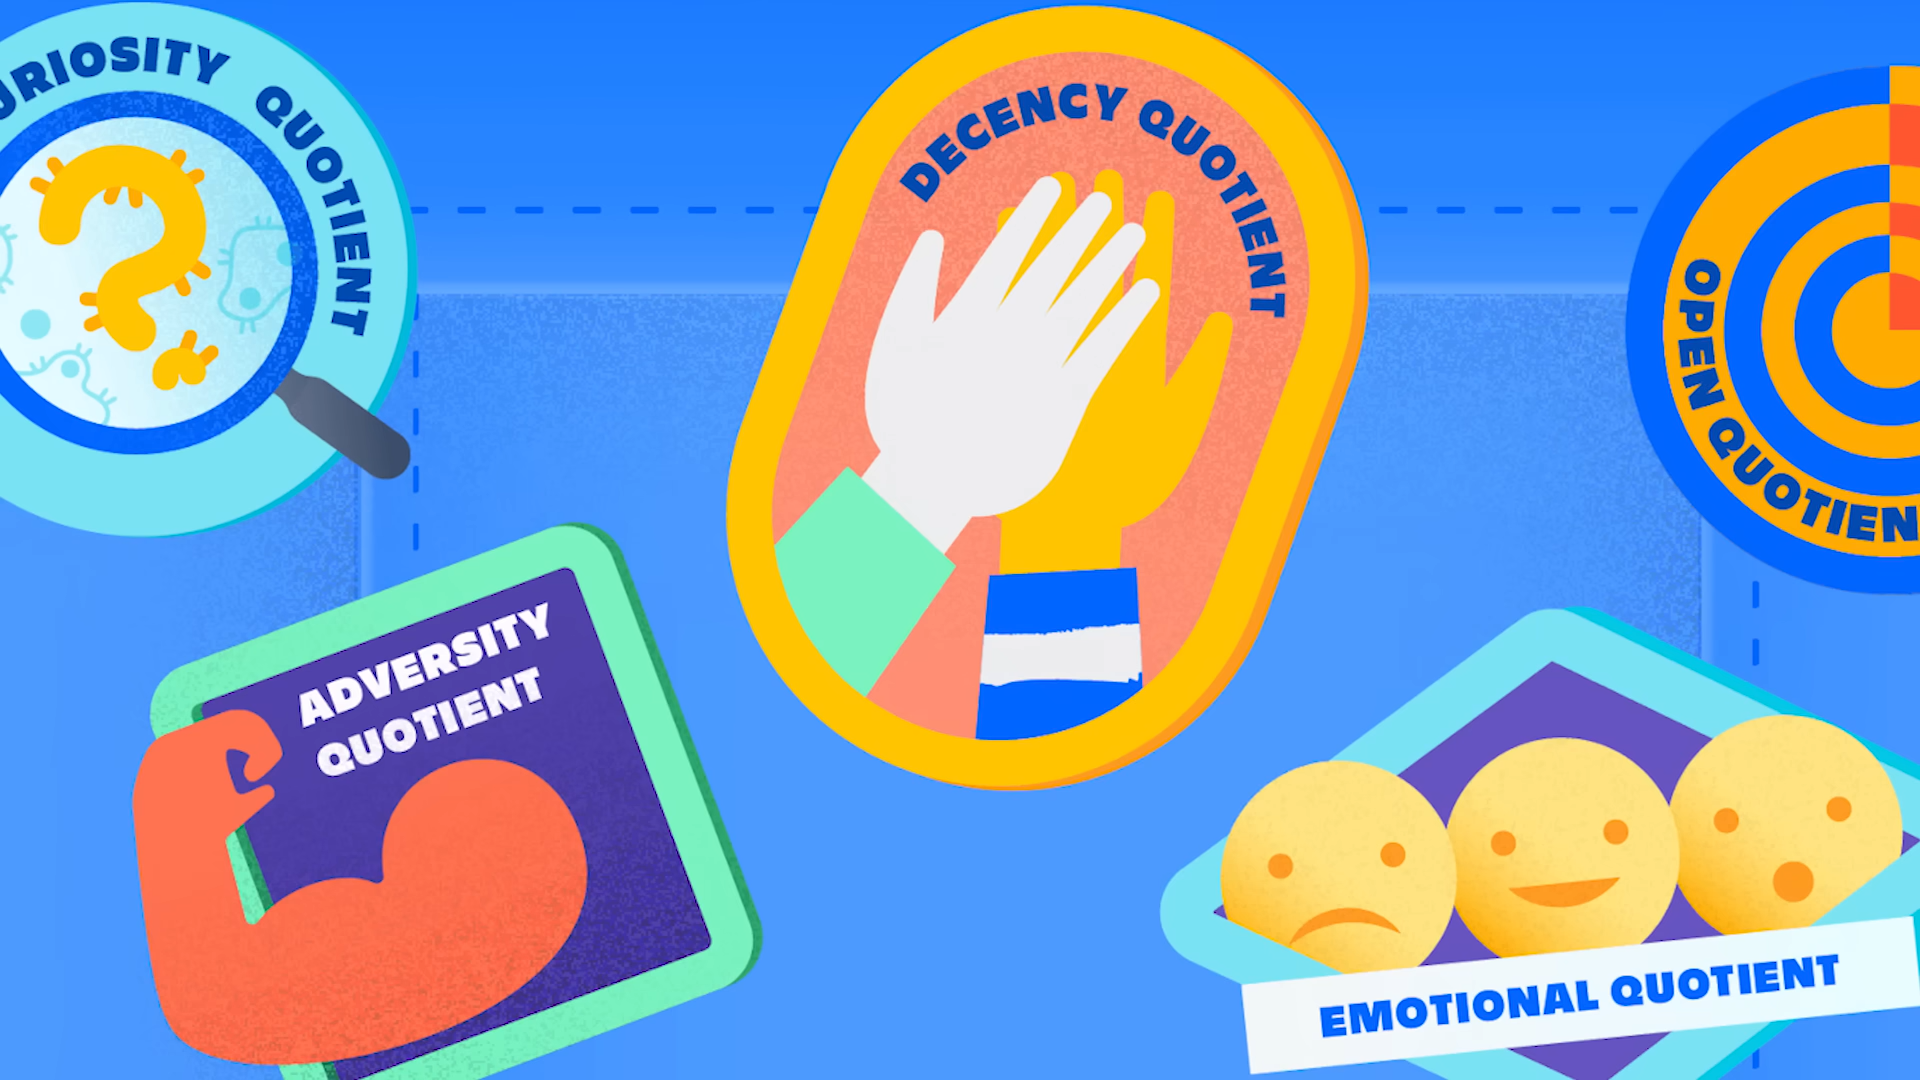 URIOSITY QUOTIENT
DECENCY QUOTIENT
OPEN QUOTIEN
ADVERSITY
QUOTIENT
EMOTIONAL QUOTIENT